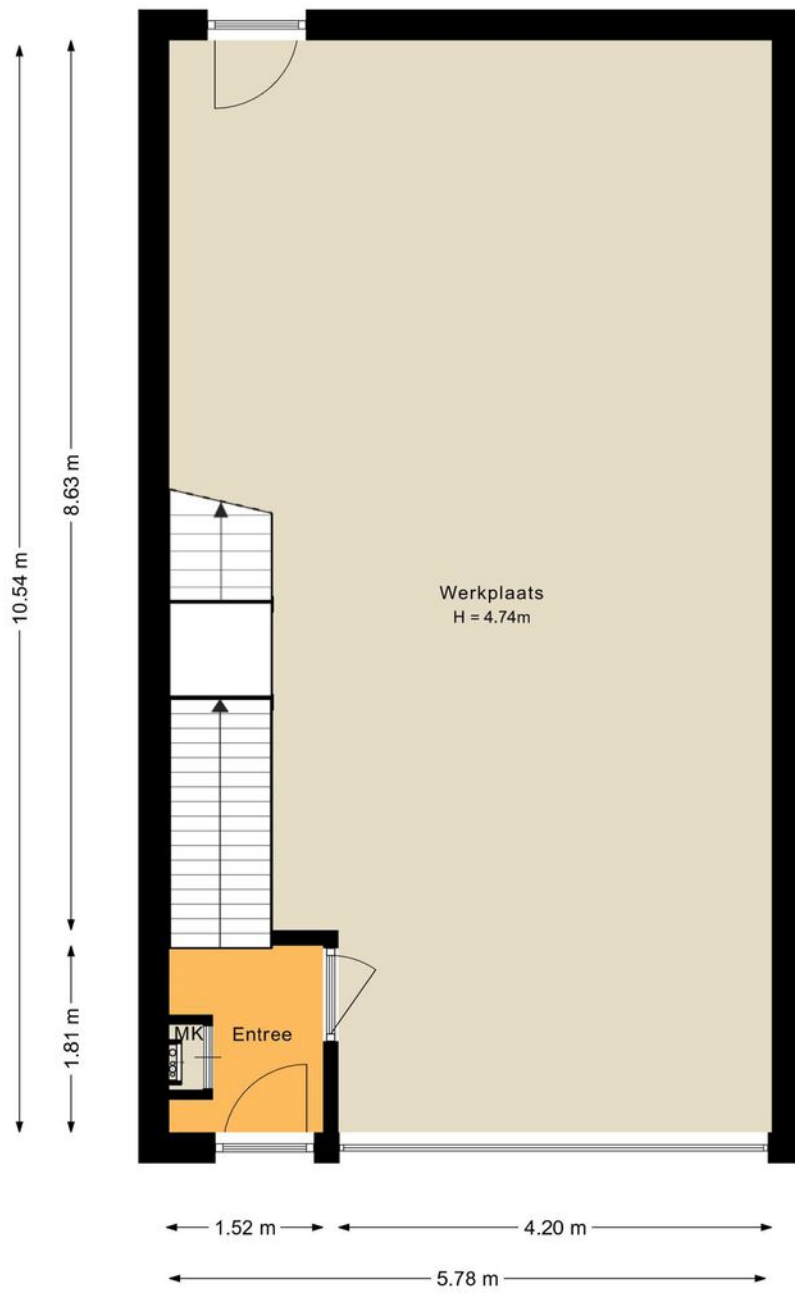 10.54 m
8.63 m
Werkplaats
H = 4.74m
1.81 m
MK
Entree
1.52 m
4.20 m
5.78 m